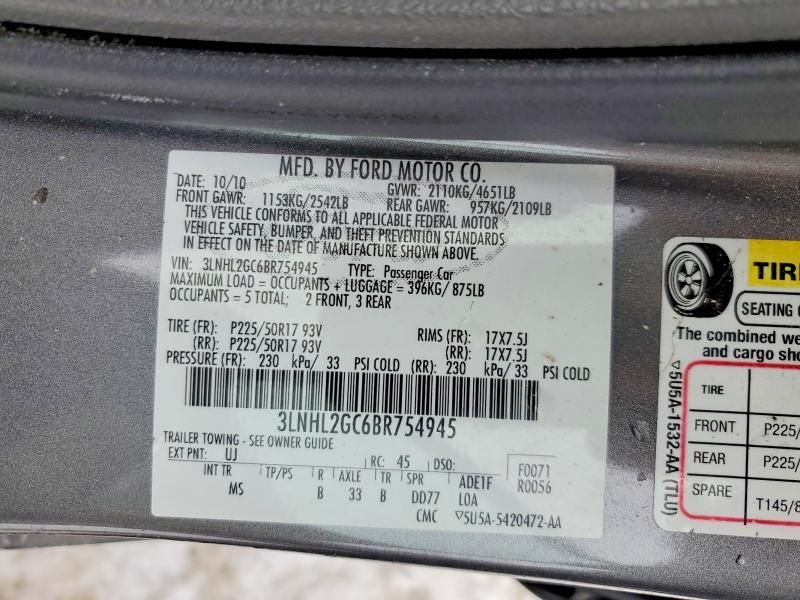 MFD. BY FORD MOTOR CO.
DATE: 10/10 GVWR: 2110KG/4651LB
FRONT GAWR: 1153KG/2542LB REAR GAWR: 957KG/2109LB
THIS VEHICLE CONFORMS TO ALL APPLICABLE FEDERAL MOTOR
VEHICLE SAFETY, BUMPER, AND THEFT PREVENTION STANDARDS
IN EFFECT ON THE DATE OF MANUFACTURE SHOWN ABOVE.
VIN: 3LNHL2GC6BR754945 TYPE: Passenger Car
MAXIMUM LOAD = OCCUPANTS + LUGGAGE = 396KG/ 875LB
OCCUPANTS = 5 TOTAL; 2 FRONT, 3 REAR
TIRE (FR): P225/50R17 93V RIMS (FR): 17X7.5J
(RR): P225/50R17 93V (RR): 17X7.5J
PRESSURE (FR): 230 kPa/ 33 PSI COLD (RR): 230 kPa/ 33 PSI COLD
3LNHL2GC6BR754945
TRAILER TOWING - SEE OWNER GUIDE
EXT PNT: UJ RC: 45 DSO: F0071
INT TR TP/PS R AXLE TR SPR ADE1F R0056
MS B 33 B DD77 LOA
CMC ▽5U5A-5420472-AA
TIRE
SEATING
The combined
and cargo
TIRE
FRONT P225/
REAR P225/
SPARE T145/8
▽5U5A-1532-AA (TLU)